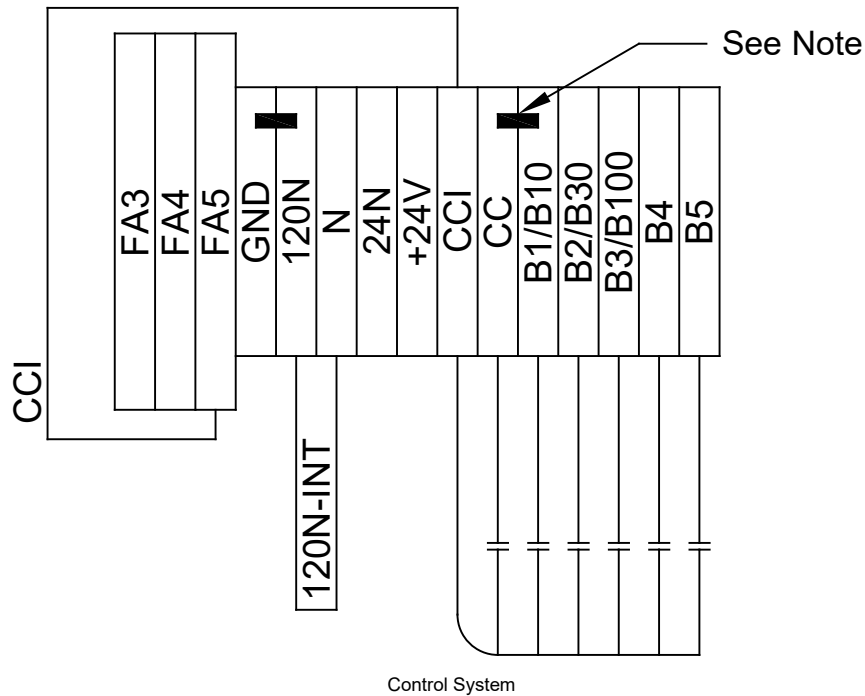 See Note
FA3
FA4
FA5
GND
120N
N
24N
+24V
CCI
CC
B1/B10
B2/B30
B3/B100
B4
B5
CCI
120N-INT
Control System